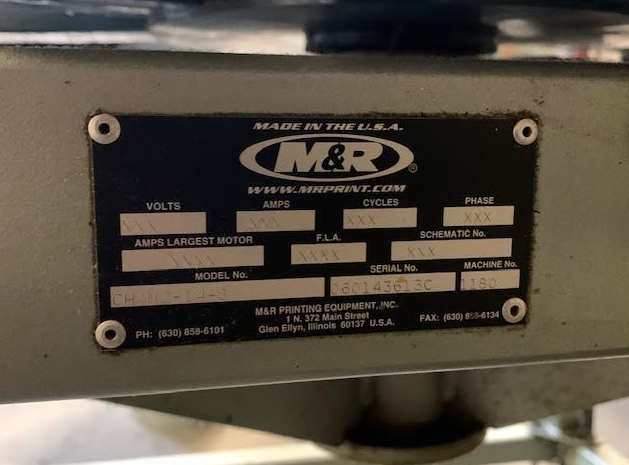 MADE IN THE U.S.A.
M&R®
WWW.MRPRINT.COM
VOLTS AMPS CYCLES PHASE
XXX XXX XXX XXX
AMPS LARGEST MOTOR F.L.A. SCHEMATIC No.
XXXX XXXX XXX
MODEL No. SERIAL No. MACHINE No.
060143613C 1180
M&R PRINTING EQUIPMENT, INC.
1 N. 372 Main Street
PH: (630) 858-6101 Glen Ellyn, Illinois 60137 U.S.A. FAX: (630) 858-6134